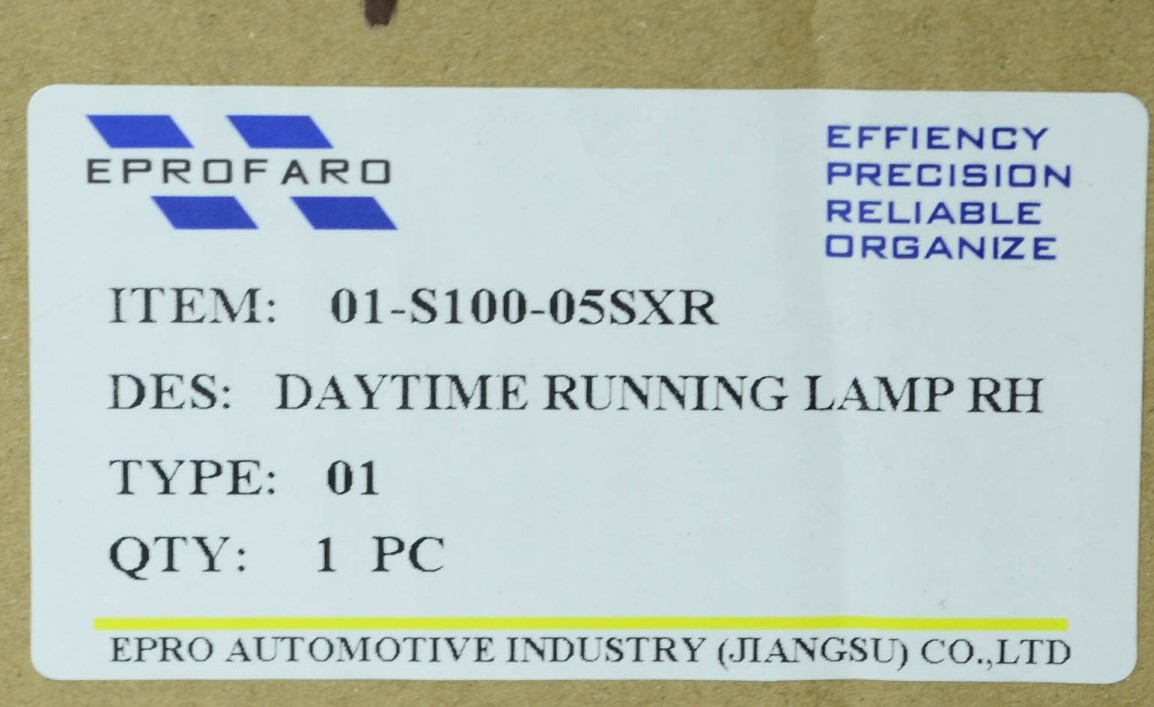 EPROFARO
EFFIENCY
PRECISION
RELIABLE
ORGANIZE
ITEM: 01-S100-05SXR
DES: DAYTIME RUNNING LAMP RH
TYPE: 01
QTY: 1 PC
EPRO AUTOMOTIVE INDUSTRY (JIANGSU) CO.,LTD